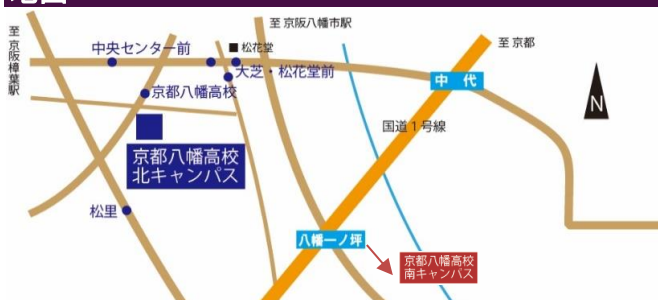 至 京阪樟葉駅
中央センター前
至 京阪八幡市駅
■ 松花堂
大芝・松花堂前
京都八幡高校
至 京都
中 代
N
国道1号線
京都八幡高校
北キャンパス
松里
八幡一ノ坪
京都八幡高校
南キャンパス